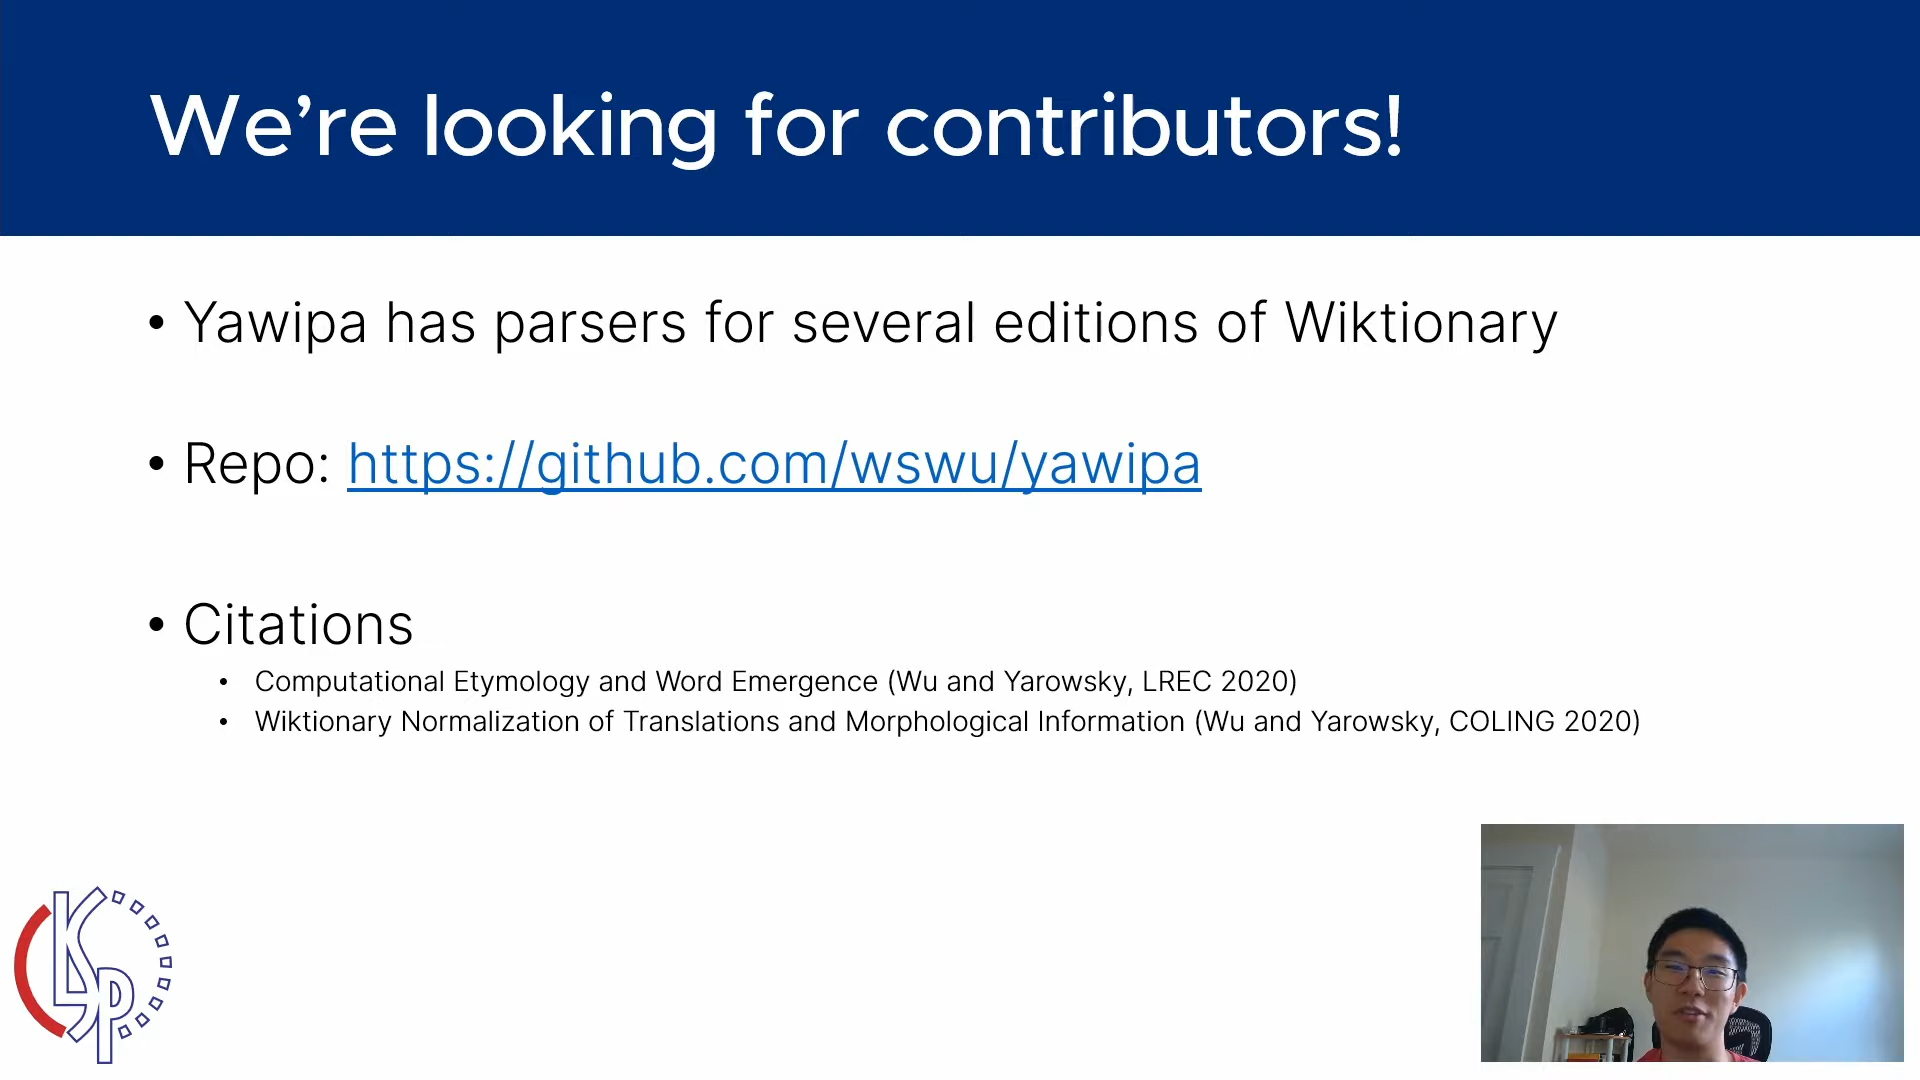 We're looking for contributors!
• Yawipa has parsers for several editions of Wiktionary
• Repo: https://github.com/wswu/yawipa
• Citations
• Computational Etymology and Word Emergence (Wu and Yarowsky, LREC 2020)
• Wiktionary Normalization of Translations and Morphological Information (Wu and Yarowsky, COLING 2020)